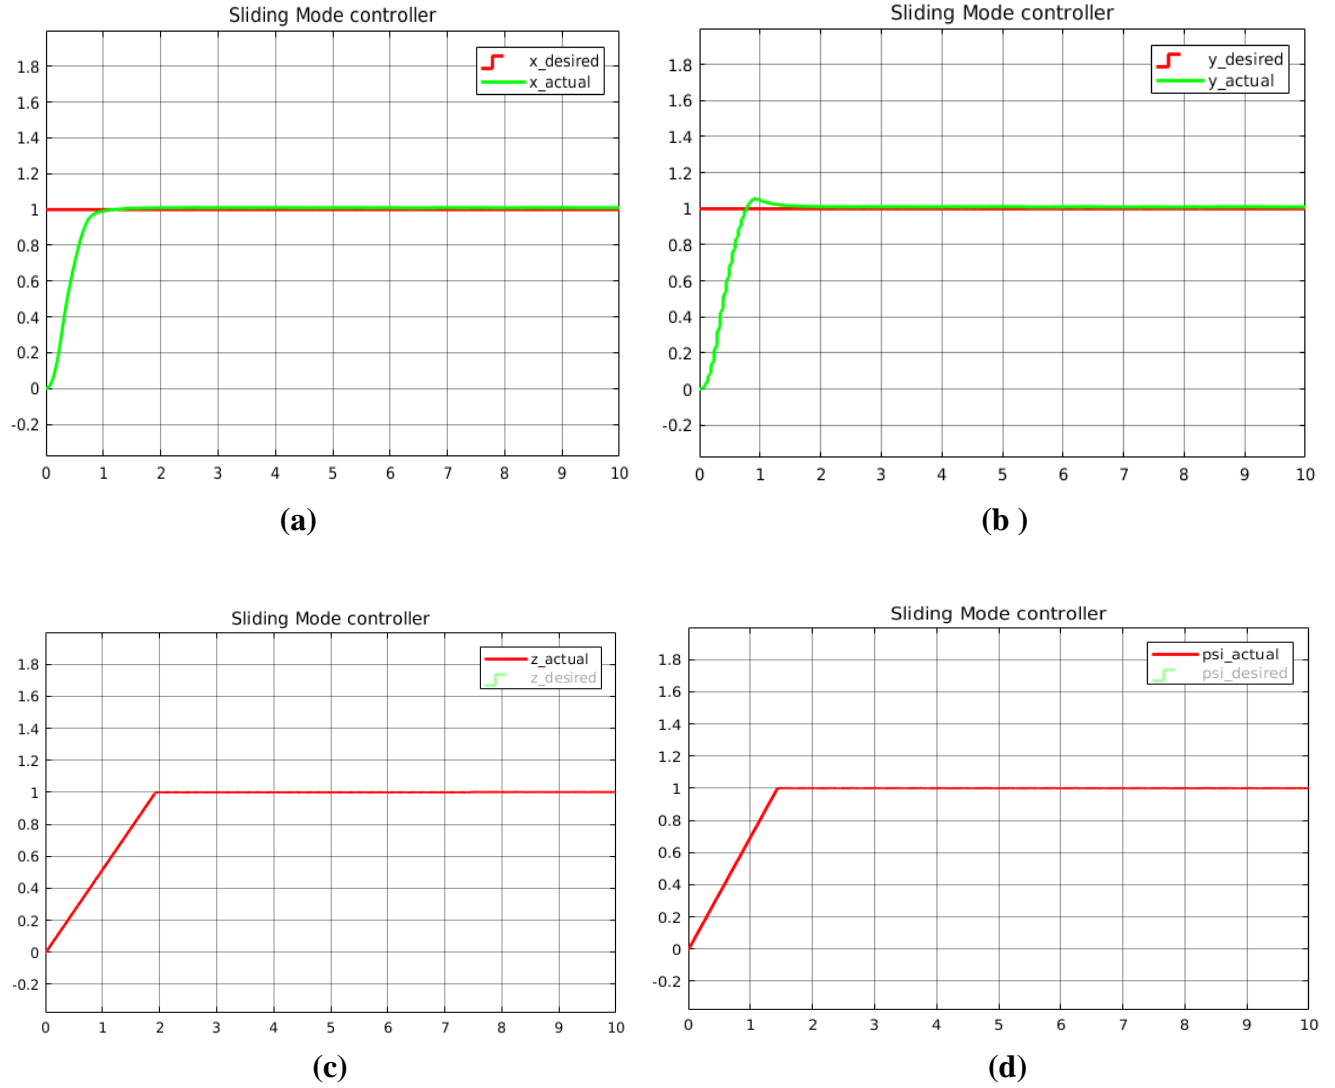 Sliding Mode controller
x_desired
x_actual
1.8
1.6
1.4
1.2
1
0.8
0.6
0.4
0.2
0
-0.2
0 1 2 3 4 5 6 7 8 9 10
(a)
Sliding Mode controller
y_desired
y_actual
1.8
1.6
1.4
1.2
1
0.8
0.6
0.4
0.2
0
-0.2
0 1 2 3 4 5 6 7 8 9 10
(b )
Sliding Mode controller
z_actual
z_desired
1.8
1.6
1.4
1.2
1
0.8
0.6
0.4
0.2
0
-0.2
0 1 2 3 4 5 6 7 8 9 10
(c)
Sliding Mode controller
psi_actual
psi_desired
1.8
1.6
1.4
1.2
1
0.8
0.6
0.4
0.2
0
-0.2
0 1 2 3 4 5 6 7 8 9 10
(d)